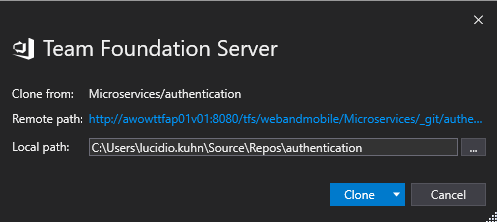 Team Foundation Server
Clone from: Microservices/authentication
Remote path: http://awowttfap01v01:8080/tfs/webandmobile/Microservices/_git/authe...
Local path: C:\Users\lucidio.kuhn\Source\Repos\authentication ...
Clone Cancel